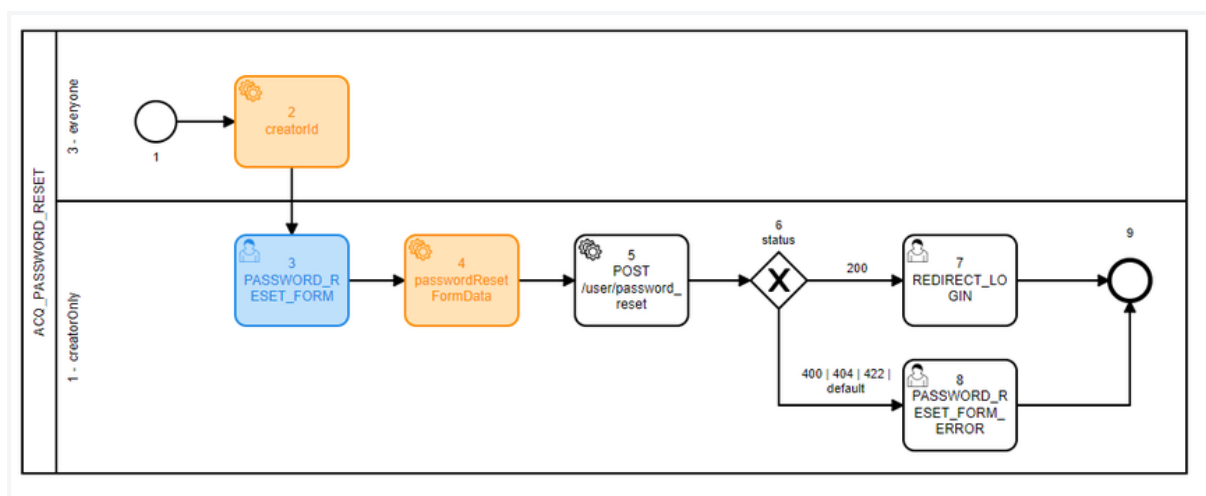 ACQ_PASSWORD_RESET
3 - everyone
1
2
creatorId
1 - creatorOnly
3
PASSWORD_R
ESET_FORM
4
passwordReset
FormData
5
POST
/user/password_
reset
6
status
200
7
REDIRECT_LO
GIN
9
400 | 404 | 422 |
default
8
PASSWORD_R
ESET_FORM_
ERROR